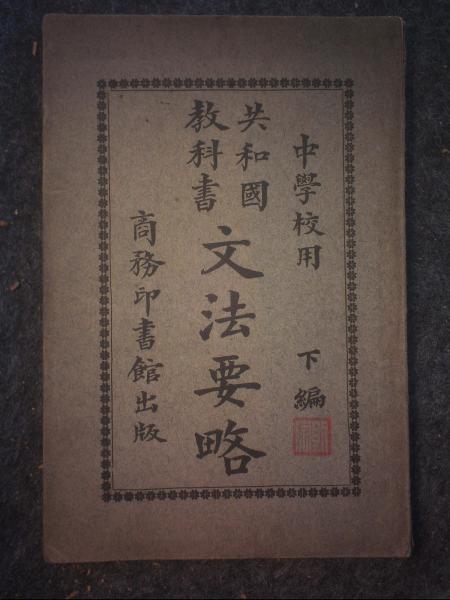 中學校用 下編
共和國
教科書
文法要略
商務印書館出版